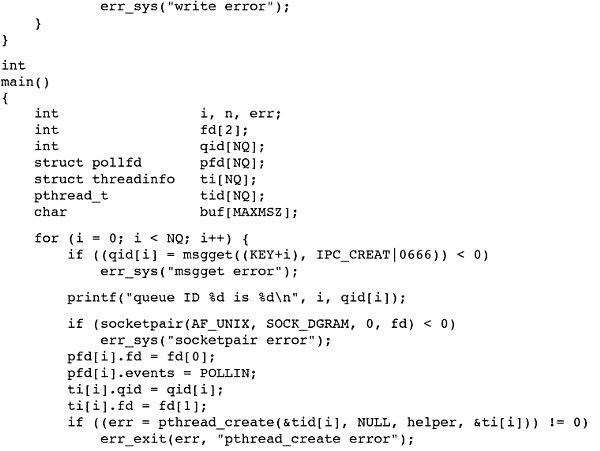 err_sys("write error");
    }
}
int
main()
{
    int                 i, n, err;
    int                 fd[2];
    int                 qid[NQ];
    struct pollfd       pfd[NQ];
    struct threadinfo   ti[NQ];
    pthread_t           tid[NQ];
    char                buf[MAXMSZ];
    for (i = 0; i < NQ; i++) {
        if ((qid[i] = msgget((KEY+i), IPC_CREAT|0666)) < 0)
            err_sys("msgget error");
        printf("queue ID %d is %d\n", i, qid[i]);
        if (socketpair(AF_UNIX, SOCK_DGRAM, 0, fd) < 0)
            err_sys("socketpair error");
        pfd[i].fd = fd[0];
        pfd[i].events = POLLIN;
        ti[i].qid = qid[i];
        ti[i].fd = fd[1];
        if ((err = pthread_create(&tid[i], NULL, helper, &ti[i])) != 0)
            err_exit(err, "pthread_create error");